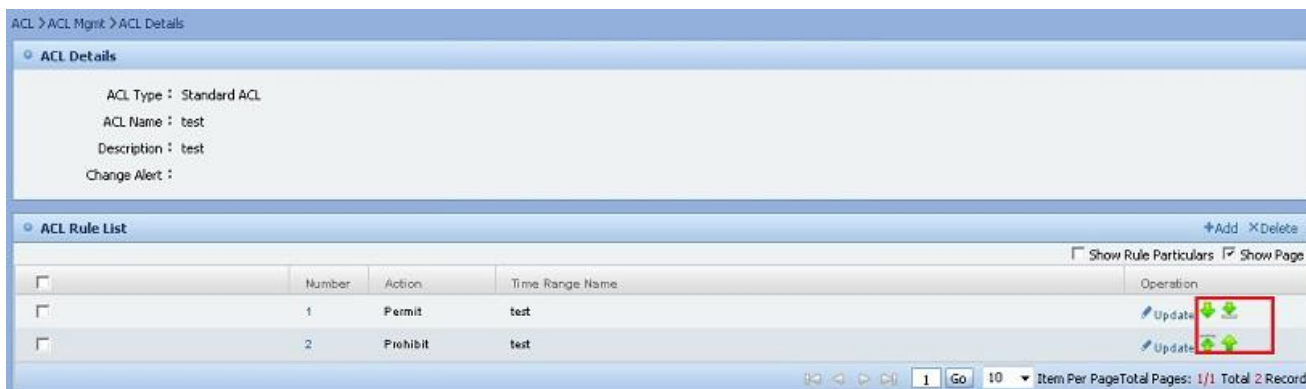 ACL > ACL Mgmt > ACL Details
ACL Details
ACL Type : Standard ACL
ACL Name : test
Description : test
Change Alert :
ACL Rule List +Add ×Delete
Show Rule Particulars Show Page
Number Action Time Range Name Operation
1 Permit test Update
2 Prohibit test Update
1 Go 10 Item Per PageTotal Pages: 1/1 Total 2 Record